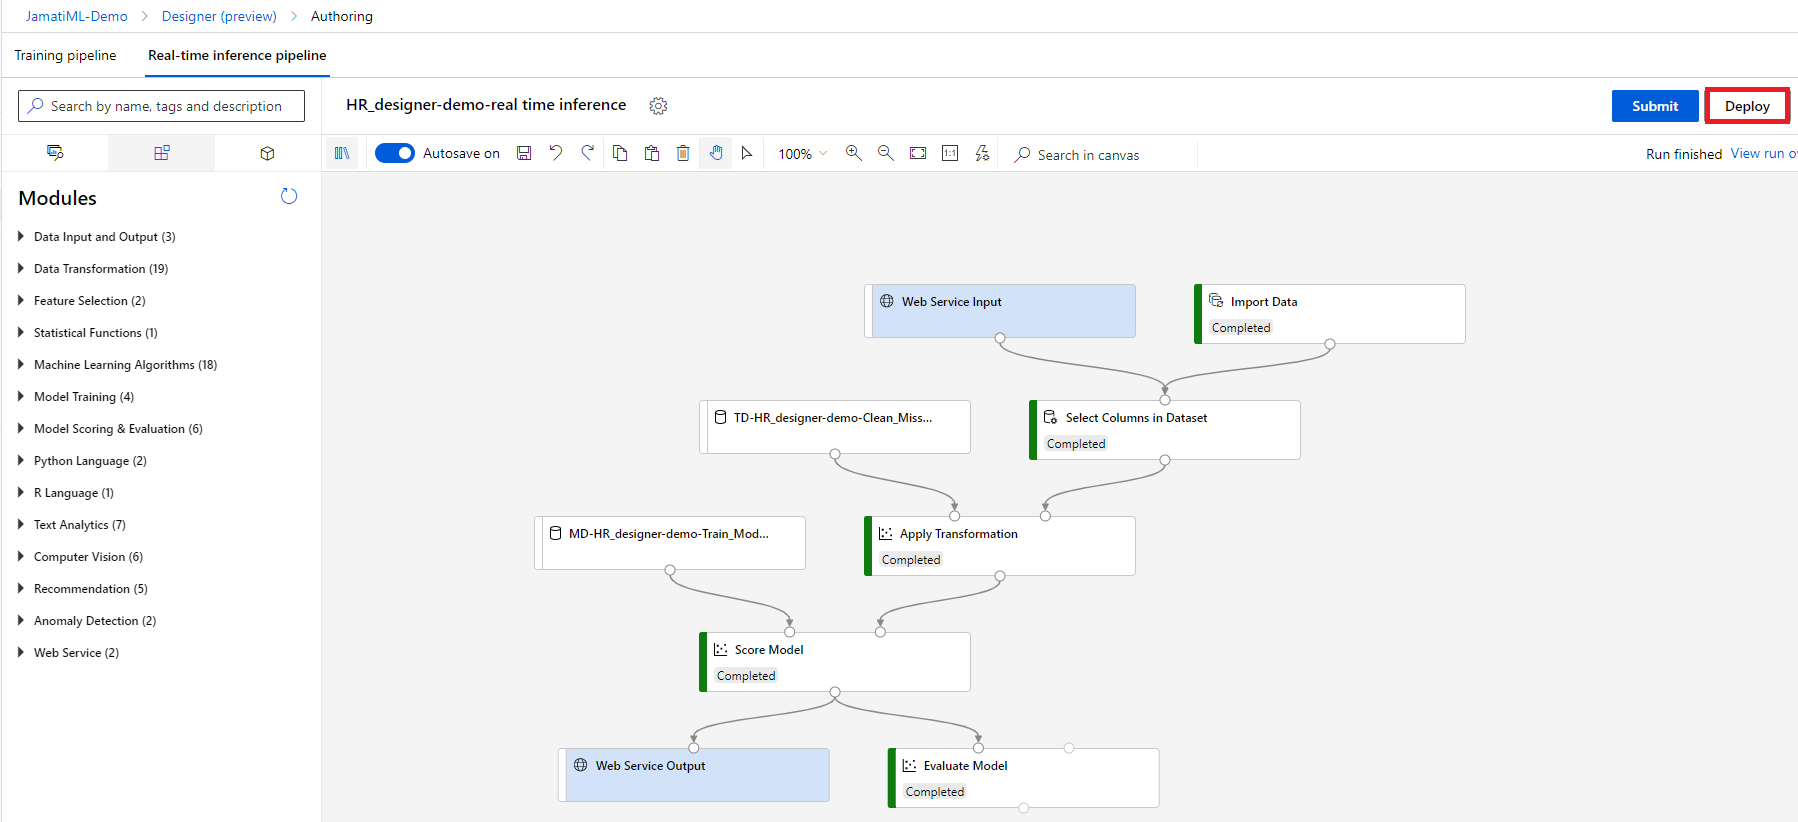 JamatiML-Demo > Designer (preview) > Authoring
Training pipeline
Real-time inference pipeline
Search by name, tags and description
HR_designer-demo-real time inference
Submit
Deploy
Autosave on
100%
1:1
Search in canvas
Run finished
View run ov
Modules
Data Input and Output (3)
Data Transformation (19)
Feature Selection (2)
Statistical Functions (1)
Machine Learning Algorithms (18)
Model Training (4)
Model Scoring & Evaluation (6)
Python Language (2)
R Language (1)
Text Analytics (7)
Computer Vision (6)
Recommendation (5)
Anomaly Detection (2)
Web Service (2)
Web Service Input
Import Data
Completed
TD-HR_designer-demo-Clean_Miss...
Select Columns in Dataset
Completed
MD-HR_designer-demo-Train_Mod...
Apply Transformation
Completed
Score Model
Completed
Web Service Output
Evaluate Model
Completed